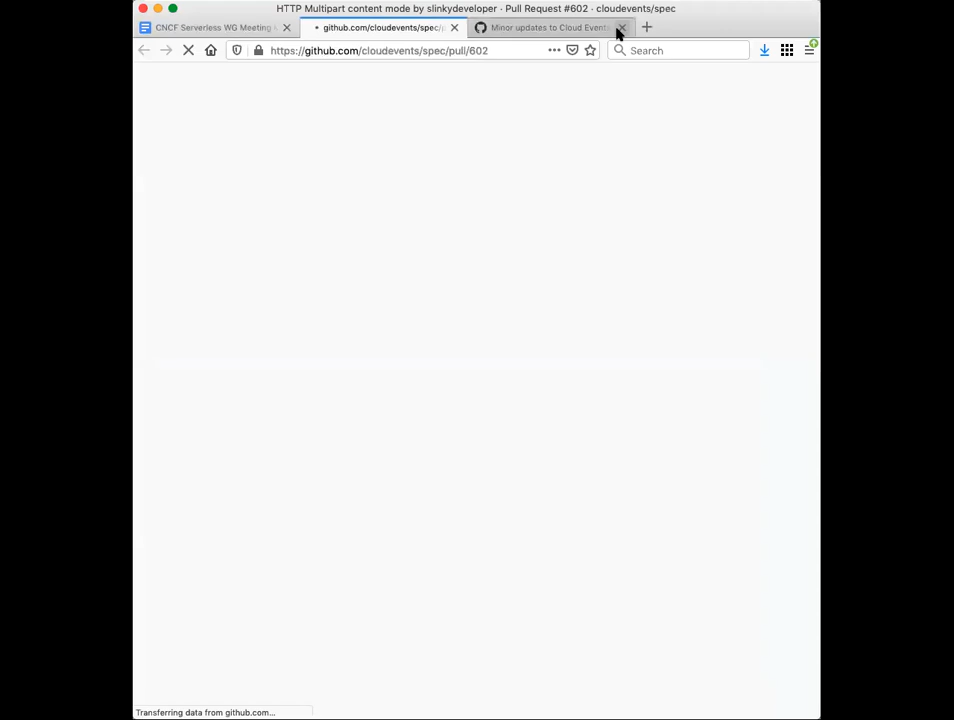 HTTP Multipart content mode by slinkydeveloper · Pull Request #602 · cloudevents/spec
CNCF Serverless WG Meeting
github.com/cloudevents/spec/
Minor updates to Cloud Events
https://github.com/cloudevents/spec/pull/602
Search
Transferring data from github.com...